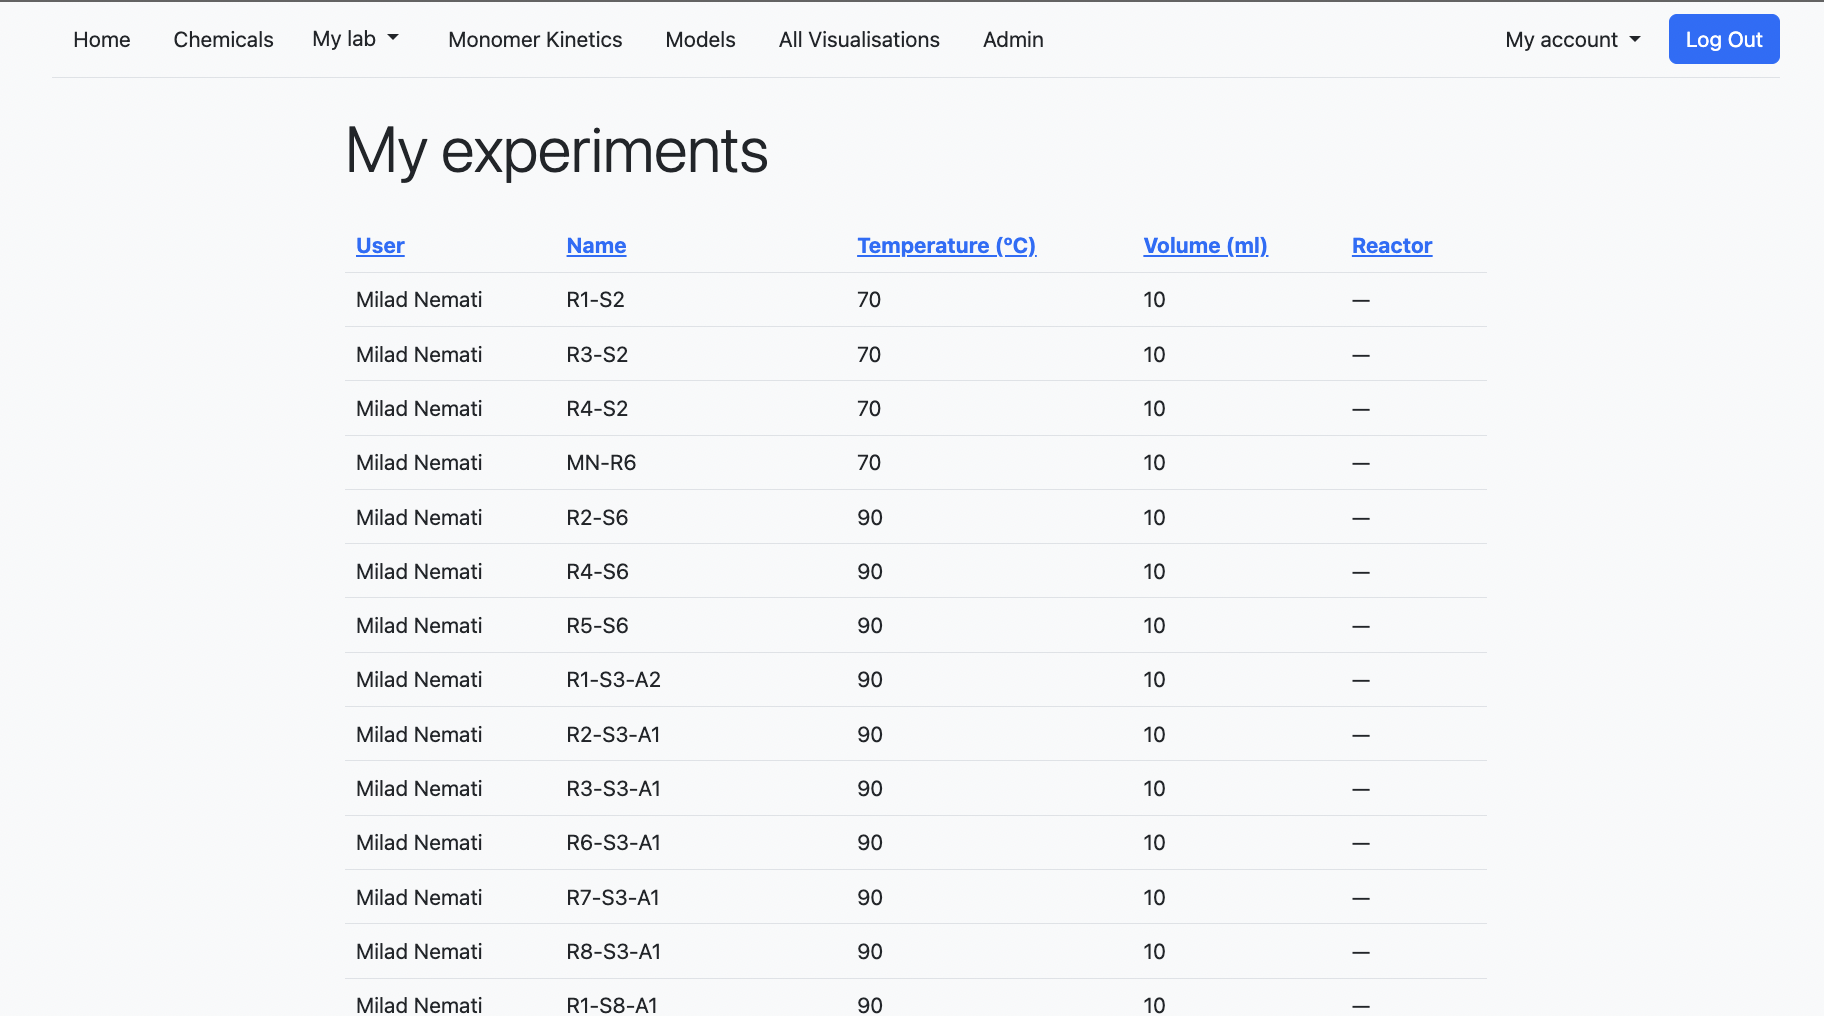 Home Chemicals My lab Monomer Kinetics Models All Visualisations Admin My account Log Out
My experiments
User Name Temperature (°C) Volume (ml) Reactor
Milad Nemati R1-S2 70 10 —
Milad Nemati R3-S2 70 10 —
Milad Nemati R4-S2 70 10 —
Milad Nemati MN-R6 70 10 —
Milad Nemati R2-S6 90 10 —
Milad Nemati R4-S6 90 10 —
Milad Nemati R5-S6 90 10 —
Milad Nemati R1-S3-A2 90 10 —
Milad Nemati R2-S3-A1 90 10 —
Milad Nemati R3-S3-A1 90 10 —
Milad Nemati R6-S3-A1 90 10 —
Milad Nemati R7-S3-A1 90 10 —
Milad Nemati R8-S3-A1 90 10 —
Milad Nemati R1-S8-A1 90 10 —